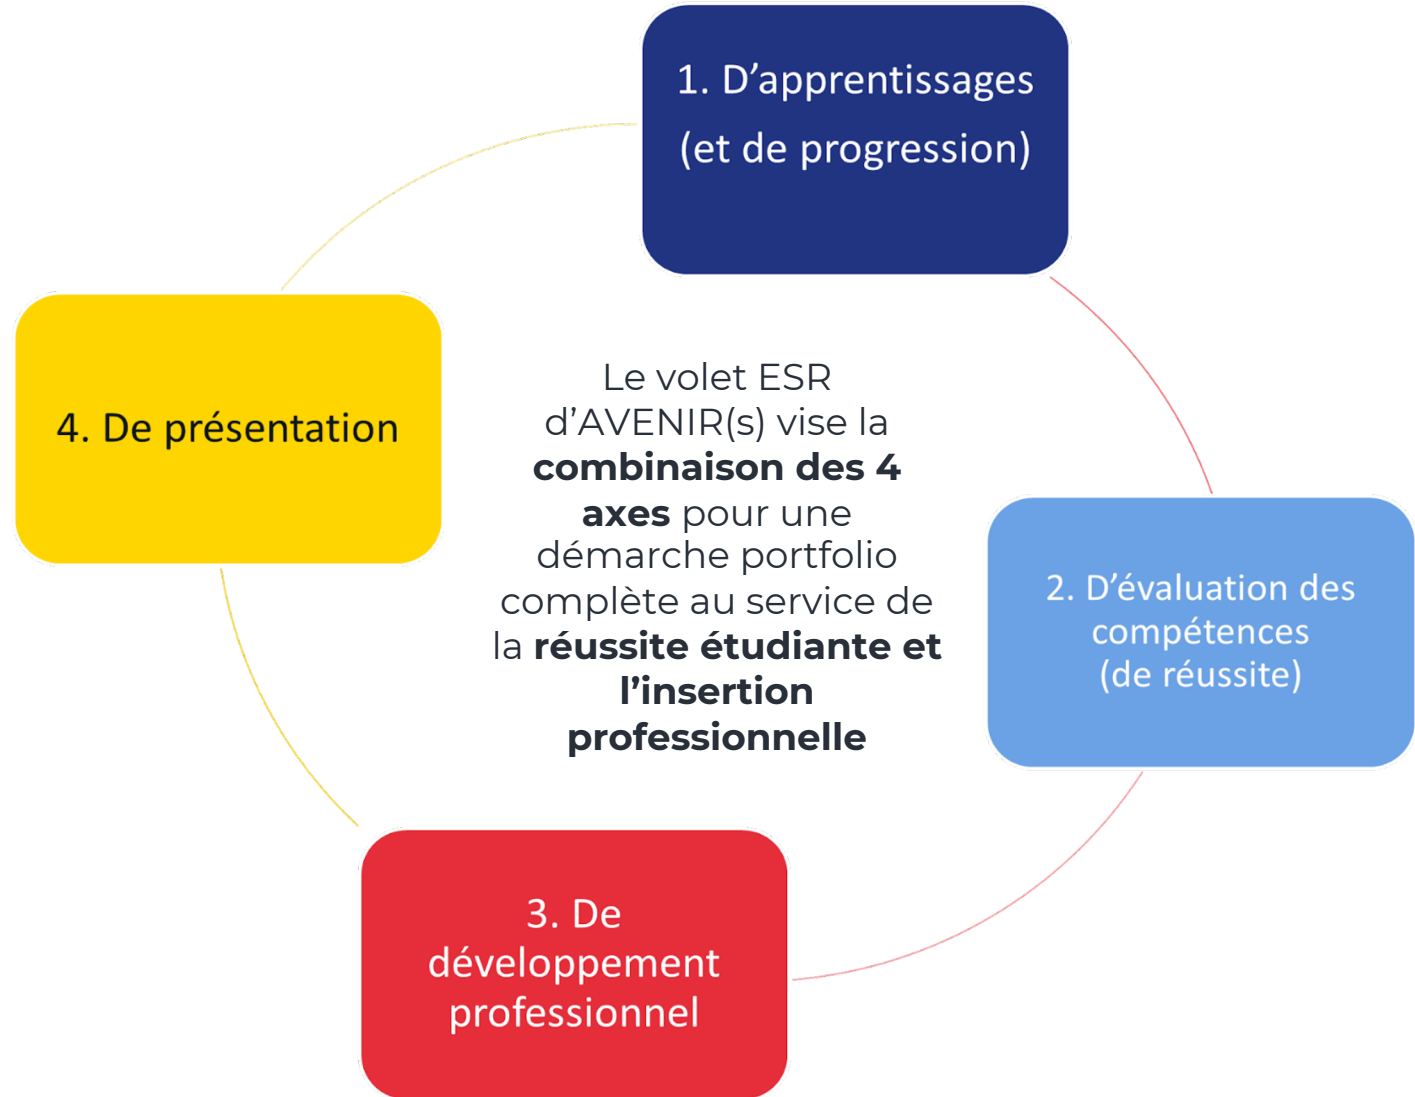 1. D’apprentissages
(et de progression)
4. De présentation
Le volet ESR
d’AVENIR(s) vise la
combinaison des 4
axes pour une
démarche portfolio
complète au service de
la réussite étudiante et
l’insertion
professionnelle
2. D’évaluation des
compétences
(de réussite)
3. De
développement
professionnel